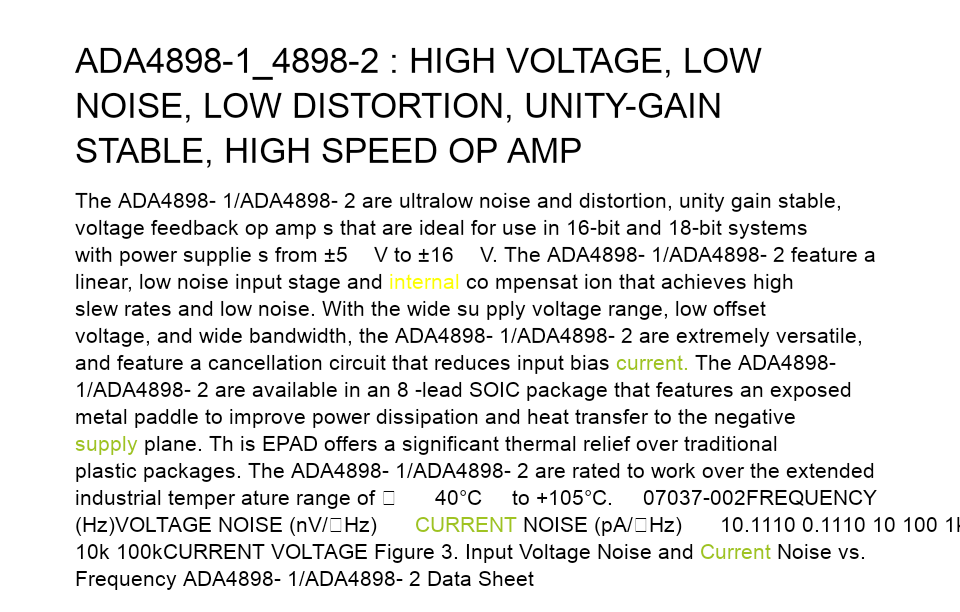 ADA4898-1_4898-2 : HIGH VOLTAGE, LOW
NOISE, LOW DISTORTION, UNITY-GAIN
STABLE, HIGH SPEED OP AMP
The ADA4898- 1/ADA4898- 2 are ultralow noise and distortion, unity gain stable,
voltage feedback op amp s that are ideal for use in 16-bit and 18-bit systems
with power supplie s from ±5 V to ±16 V. The ADA4898- 1/ADA4898- 2 feature a
linear, low noise input stage and internal co mpensat ion that achieves high
slew rates and low noise. With the wide su pply voltage range, low offset
voltage, and wide bandwidth, the ADA4898- 1/ADA4898- 2 are extremely versatile,
and feature a cancellation circuit that reduces input bias current. The ADA4898-
1/ADA4898- 2 are available in an 8 -lead SOIC package that features an exposed
metal paddle to improve power dissipation and heat transfer to the negative
supply plane. Th is EPAD offers a significant thermal relief over traditional
plastic packages. The ADA4898- 1/ADA4898- 2 are rated to work over the extended
industrial temper ature range of □ 40°C to +105°C. 07037-002FREQUENCY
(Hz)VOLTAGE NOISE (nV/□Hz) CURRENT NOISE (pA/□Hz) 10.1110 0.1110 10 100 1k
10k 100kCURRENT VOLTAGE Figure 3. Input Voltage Noise and Current Noise vs.
Frequency ADA4898- 1/ADA4898- 2 Data Sheet